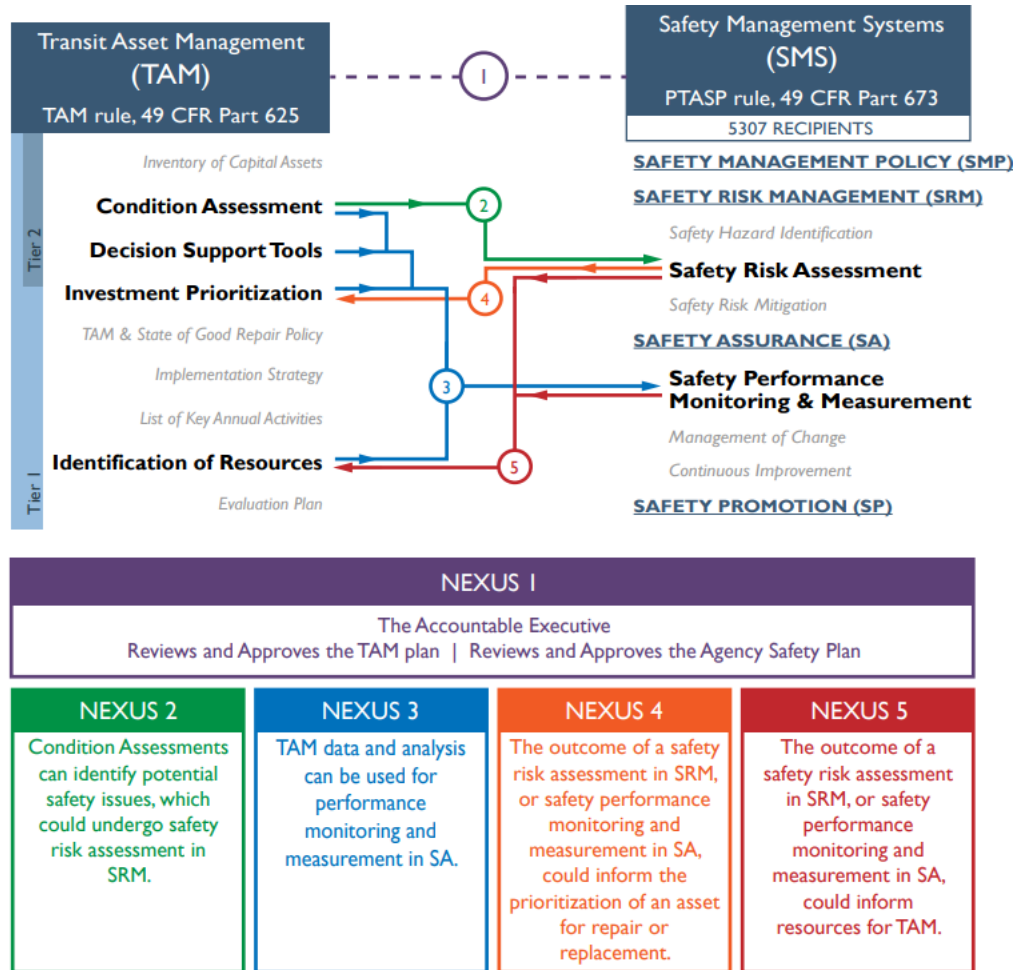 Transit Asset Management
(TAM)
TAM rule, 49 CFR Part 625
1
Safety Management Systems
(SMS)
PTASP rule, 49 CFR Part 673
5307 RECIPIENTS
Tier 2
Tier 1
Inventory of Capital Assets
Condition Assessment
Decision Support Tools
Investment Prioritization
TAM & State of Good Repair Policy
Implementation Strategy
List of Key Annual Activities
Identification of Resources
Evaluation Plan
2
4
3
5
SAFETY MANAGEMENT POLICY (SMP)
SAFETY RISK MANAGEMENT (SRM)
Safety Hazard Identification
Safety Risk Assessment
Safety Risk Mitigation
SAFETY ASSURANCE (SA)
Safety Performance
Monitoring & Measurement
Management of Change
Continuous Improvement
SAFETY PROMOTION (SP)
NEXUS 1
The Accountable Executive
Reviews and Approves the TAM plan | Reviews and Approves the Agency Safety Plan
NEXUS 2
Condition Assessments
can identify potential
safety issues, which
could undergo safety
risk assessment in
SRM.
NEXUS 3
TAM data and analysis
can be used for
performance
monitoring and
measurement in SA.
NEXUS 4
The outcome of a safety
risk assessment in SRM,
or safety performance
monitoring and
measurement in SA,
could inform the
prioritization of an asset
for repair or
replacement.
NEXUS 5
The outcome of a
safety risk assessment
in SRM, or safety
performance
monitoring and
measurement in SA,
could inform
resources for TAM.